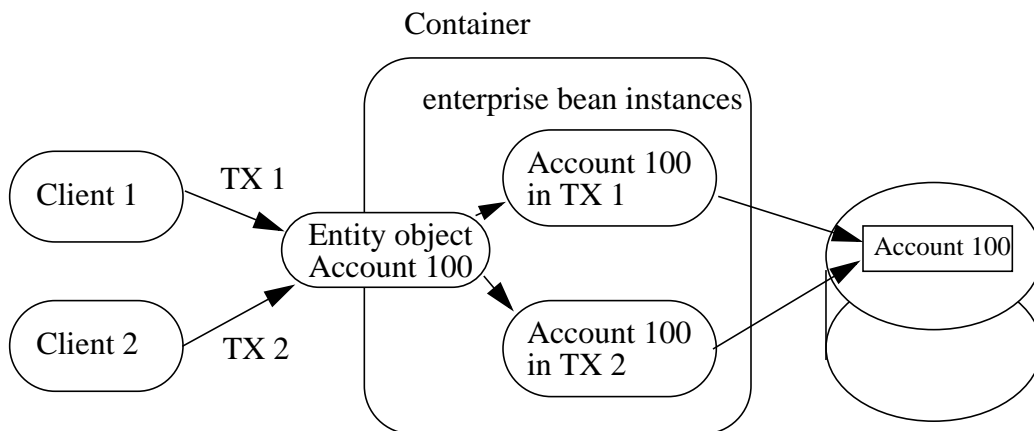 Container
enterprise bean instances
Client 1
TX 1
Account 100
in TX 1
Entity object
Account 100
Account 100
Client 2
TX 2
Account 100
in TX 2